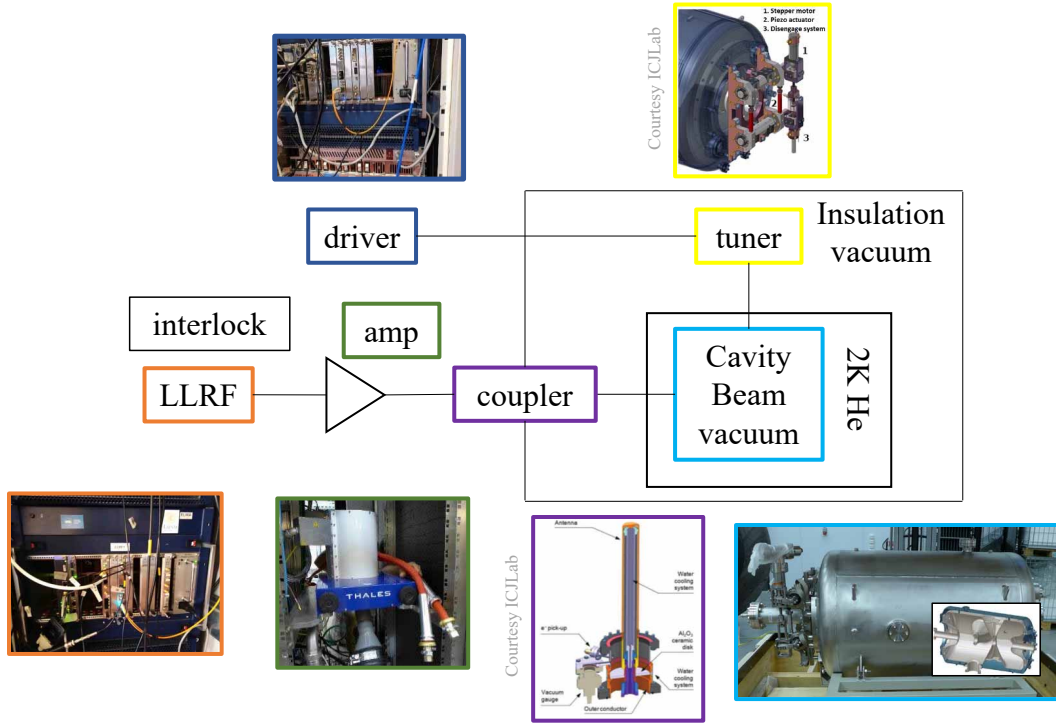 1. Stepper motor
2. Piezo actuator
3. Disengage system
1
2
3
Courtesy ICJLab
driver
tuner
Insulation
vacuum
interlock
amp
LLRF
coupler
Cavity
Beam
vacuum
2K He
THALES
Courtesy ICJLab
Antenna
Water
cooling
system
e- pick-up
Al2O3
ceramic
disk
Water
cooling
system
Vacuum
gauge
Outer conductor